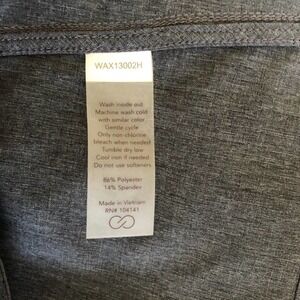 WAX13002H
Wash inside out
Machine wash cold
with similar color
Gentle cycle
Only non-chlorine
bleach when needed
Tumble dry low
Cool iron if needed
Do not use softeners
86% Polyester
14% Spandex
Made in Vietnam
RN# 104141